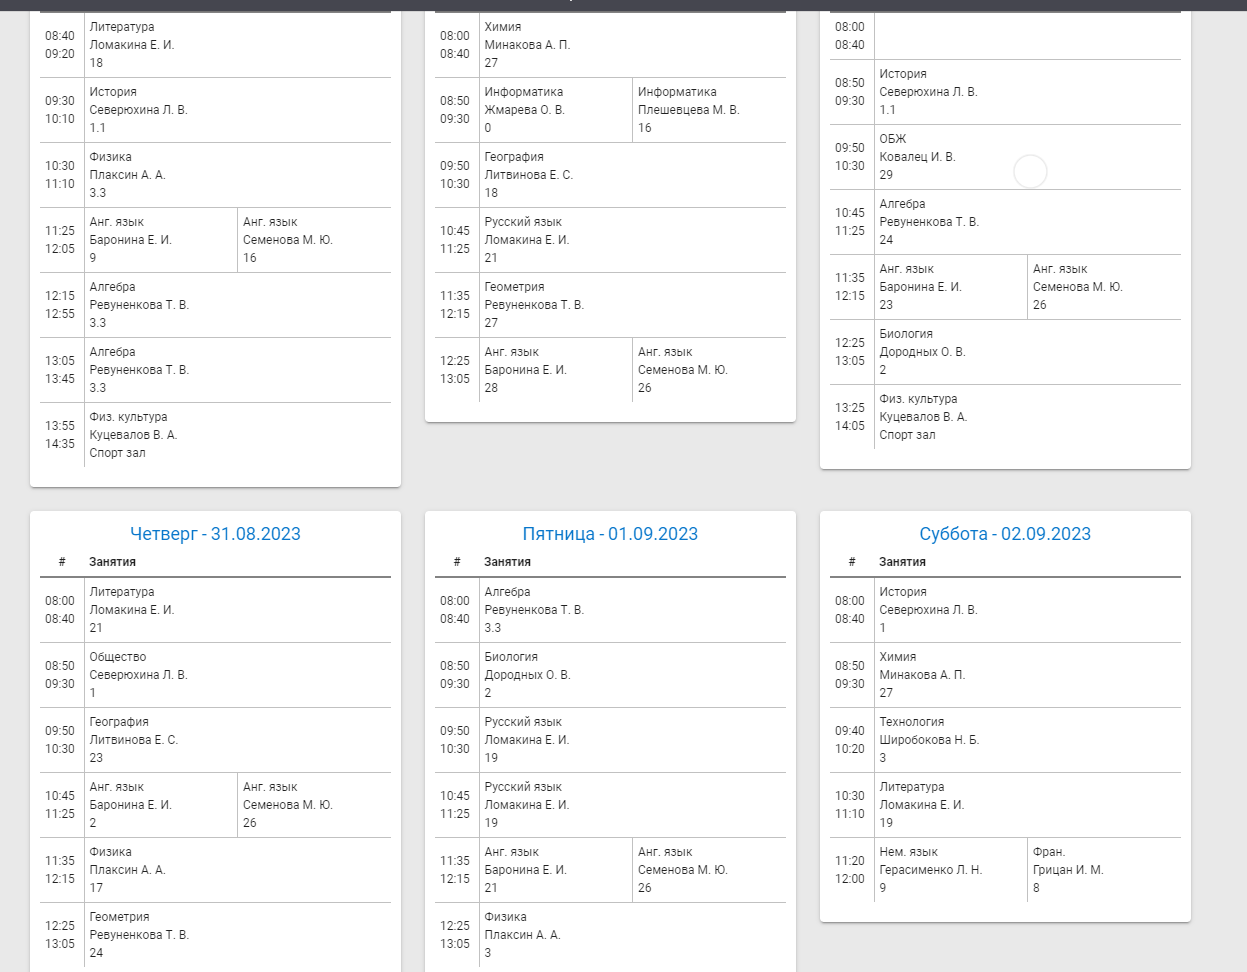 08:40
09:20
Литература
Ломакина Е. И.
18
09:30
10:10
История
Северюхина Л. В.
1.1
10:30
11:10
Физика
Плаксин А. А.
3.3
11:25
12:05
Анг. язык
Баронина Е. И.
9
Анг. язык
Семенова М. Ю.
16
12:15
12:55
Алгебра
Ревуненкова Т. В.
3.3
13:05
13:45
Алгебра
Ревуненкова Т. В.
3.3
13:55
14:35
Физ. культура
Куцевалов В. А.
Спорт зал
08:00
08:40
Химия
Минакова А. П.
27
08:50
09:30
Информатика
Жмарева О. В.
0
Информатика
Плешевцева М. В.
16
09:50
10:30
География
Литвинова Е. С.
18
10:45
11:25
Русский язык
Ломакина Е. И.
21
11:35
12:15
Геометрия
Ревуненкова Т. В.
27
12:25
13:05
Анг. язык
Баронина Е. И.
28
Анг. язык
Семенова М. Ю.
26
08:00
08:40
08:50
09:30
История
Северюхина Л. В.
1.1
09:50
10:30
ОБЖ
Ковалец И. В.
29
10:45
11:25
Алгебра
Ревуненкова Т. В.
24
11:35
12:15
Анг. язык
Баронина Е. И.
23
Анг. язык
Семенова М. Ю.
26
12:25
13:05
Биология
Дородных О. В.
2
13:25
14:05
Физ. культура
Куцевалов В. А.
Спорт зал
Четверг - 31.08.2023
# Занятия
08:00
08:40
Литература
Ломакина Е. И.
21
08:50
09:30
Общество
Северюхина Л. В.
1
09:50
10:30
География
Литвинова Е. С.
23
10:45
11:25
Анг. язык
Баронина Е. И.
2
Анг. язык
Семенова М. Ю.
26
11:35
12:15
Физика
Плаксин А. А.
17
12:25
13:05
Геометрия
Ревуненкова Т. В.
24
Пятница - 01.09.2023
# Занятия
08:00
08:40
Алгебра
Ревуненкова Т. В.
3.3
08:50
09:30
Биология
Дородных О. В.
2
09:50
10:30
Русский язык
Ломакина Е. И.
19
10:45
11:25
Русский язык
Ломакина Е. И.
19
11:35
12:15
Анг. язык
Баронина Е. И.
21
Анг. язык
Семенова М. Ю.
26
12:25
13:05
Физика
Плаксин А. А.
3
Суббота - 02.09.2023
# Занятия
08:00
08:40
История
Северюхина Л. В.
1
08:50
09:30
Химия
Минакова А. П.
27
09:40
10:20
Технология
Широбокова Н. Б.
3
10:30
11:10
Литература
Ломакина Е. И.
19
11:20
12:00
Нем. язык
Герасименко Л. Н.
9
Фран.
Грицан И. М.
8